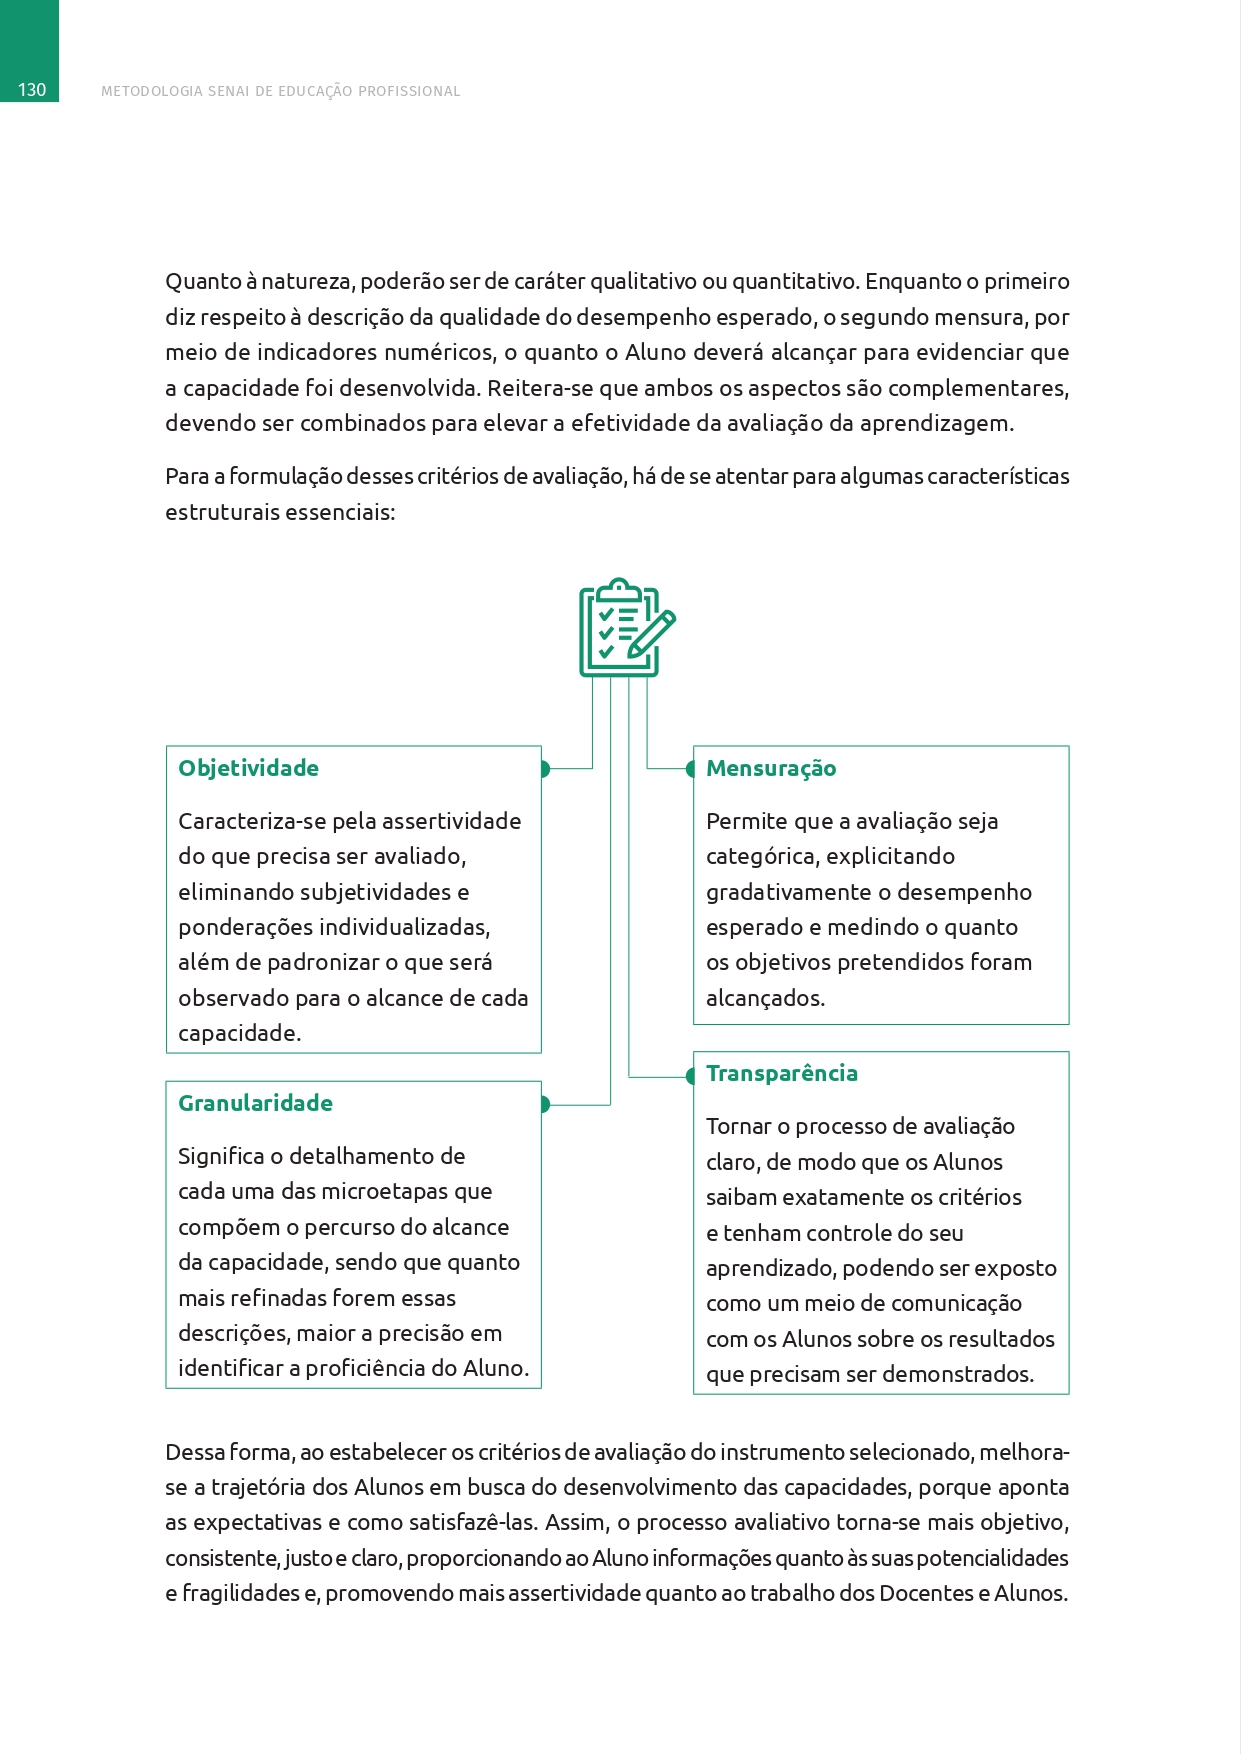 130
METODOLOGIA SENAI DE EDUCAÇÃO PROFISSIONAL
Quanto à natureza, poderão ser de caráter qualitativo ou quantitativo. Enquanto o primeiro
diz respeito à descrição da qualidade do desempenho esperado, o segundo mensura, por
meio de indicadores numéricos, o quanto o Aluno deverá alcançar para evidenciar que
a capacidade foi desenvolvida. Reitera-se que ambos os aspectos são complementares,
devendo ser combinados para elevar a efetividade da avaliação da aprendizagem.
Para a formulação desses critérios de avaliação, há de se atentar para algumas características
estruturais essenciais:
Objetividade
Caracteriza-se pela assertividade
do que precisa ser avaliado,
eliminando subjetividades e
ponderações individualizadas,
além de padronizar o que será
observado para o alcance de cada
capacidade.
Granularidade
Significa o detalhamento de
cada uma das microetapas que
compõem o percurso do alcance
da capacidade, sendo que quanto
mais refinadas forem essas
descrições, maior a precisão em
identificar a proficiência do Aluno.
Mensuração
Permite que a avaliação seja
categórica, explicitando
gradativamente o desempenho
esperado e medindo o quanto
os objetivos pretendidos foram
alcançados.
Transparência
Tornar o processo de avaliação
claro, de modo que os Alunos
saibam exatamente os critérios
e tenham controle do seu
aprendizado, podendo ser exposto
como um meio de comunicação
com os Alunos sobre os resultados
que precisam ser demonstrados.
Dessa forma, ao estabelecer os critérios de avaliação do instrumento selecionado, melhora-
se a trajetória dos Alunos em busca do desenvolvimento das capacidades, porque aponta
as expectativas e como satisfazê-las. Assim, o processo avaliativo torna-se mais objetivo,
consistente, justo e claro, proporcionando ao Aluno informações quanto às suas potencialidades
e fragilidades e, promovendo mais assertividade quanto ao trabalho dos Docentes e Alunos.